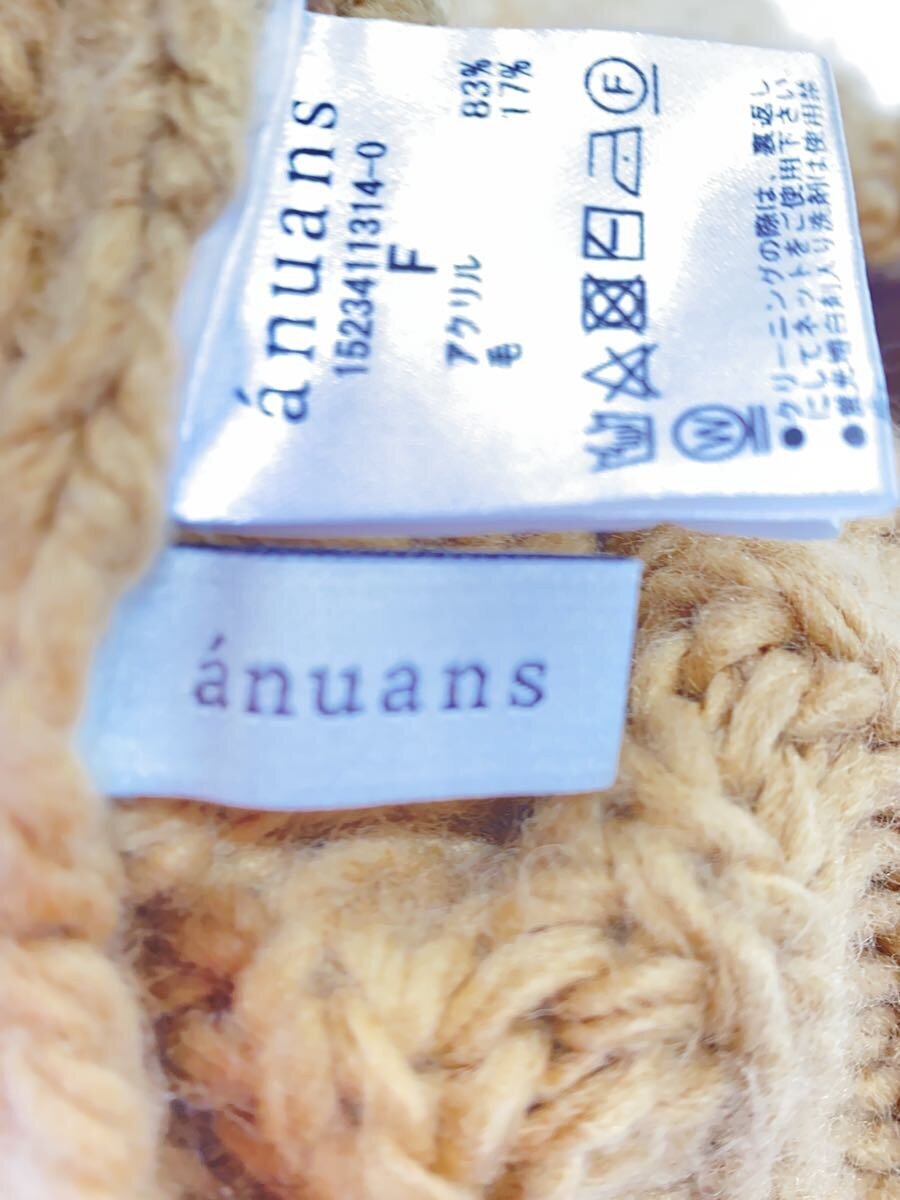 ánuans
1523411314-0
F
アクリル 83%
毛 17%
F
W
●クリーニングの際は、裏返し
にしてネットをご使用下さい。
●蛍光増白剤入り洗剤は使用禁
ánuans